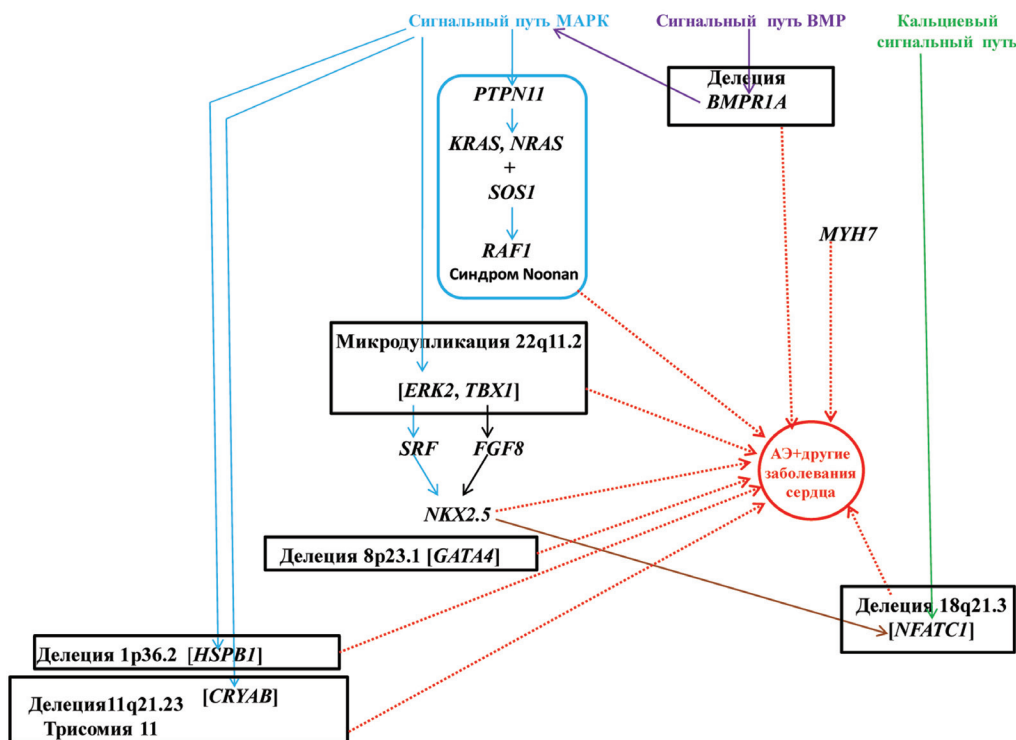 Сигнальный путь МАРК
Сигнальный путь ВМР
Кальциевый
сигнальный путь
Делеция
BMPR1A
PTPN11
KRAS, NRAS
+
SOS1
RAF1
Синдром Noonan
MYH7
Микродупликация 22q11.2
[ERK2, TBX1]
SRF
FGF8
АЭ+другие
заболевания
сердца
NKX2.5
Делеция 8p23.1 [GATA4]
Делеция 18q21.3
[NFATC1]
Делеция 1p36.2 [HSPB1]
[CRYAB]
Делеция11q21.23
Трисомия 11